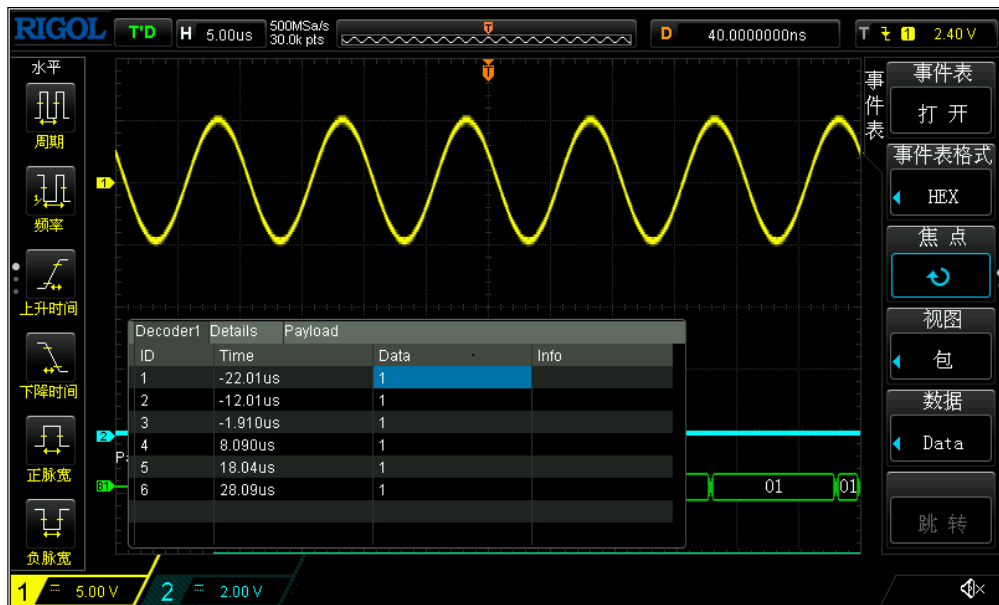 RIGOL T'D H 5.00us 500MSa/s 30.0k pts T D 40.0000000ns T 1 2.40 V
水平
周期
频率
上升时间
下降时间
正脉宽
负脉宽
T
1
2
B1
Decoder1 Details Payload
ID Time Data Info
1 -22.01us 1
2 -12.01us 1
3 -1.910us 1
4 8.090us 1
5 18.04us 1
6 28.09us 1
01 01
事件表
事件表
打开
事件表格式
HEX
焦点
视图
包
数据
Data
跳转
1 5.00 V 2 2.00 V